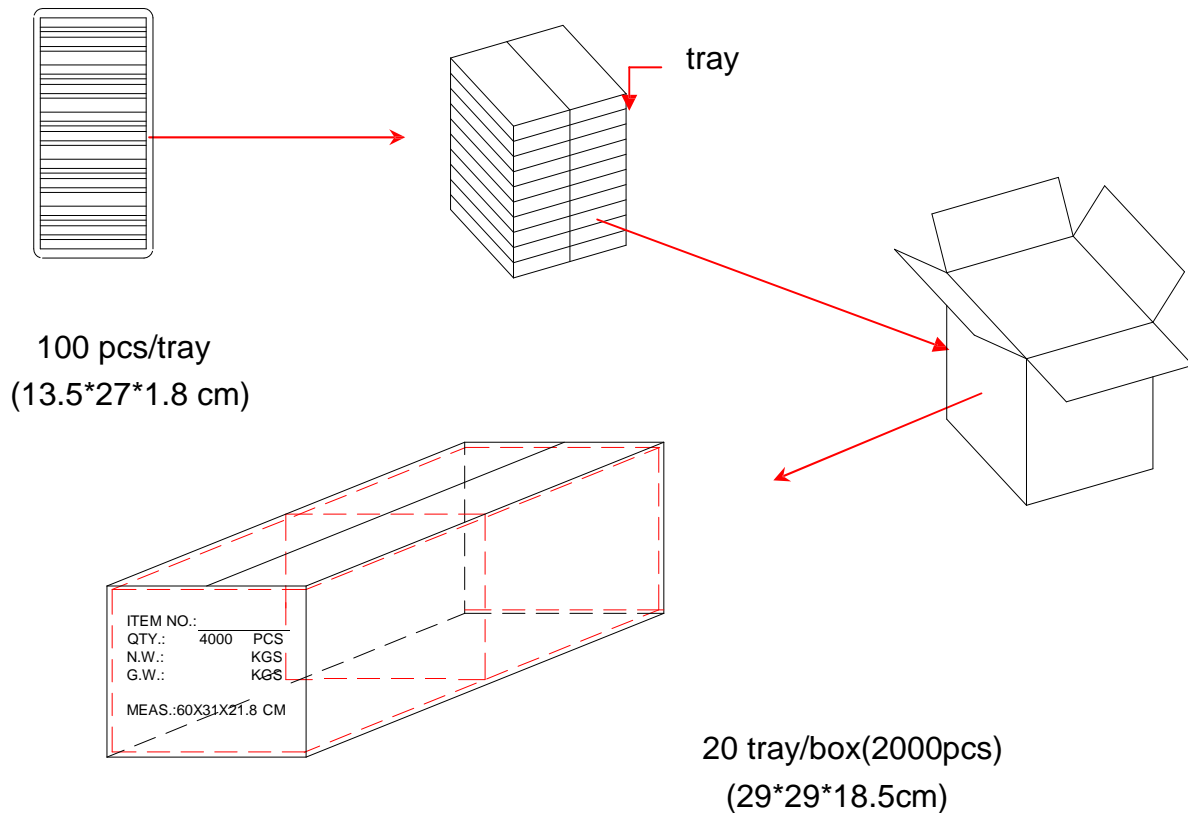 tray
100 pcs/tray
(13.5*27*1.8 cm)
ITEM NO.:
QTY.: 4000 PCS
N.W.: KGS
G.W.: KGS
MEAS.:60X31X21.8 CM
20 tray/box(2000pcs)
(29*29*18.5cm)